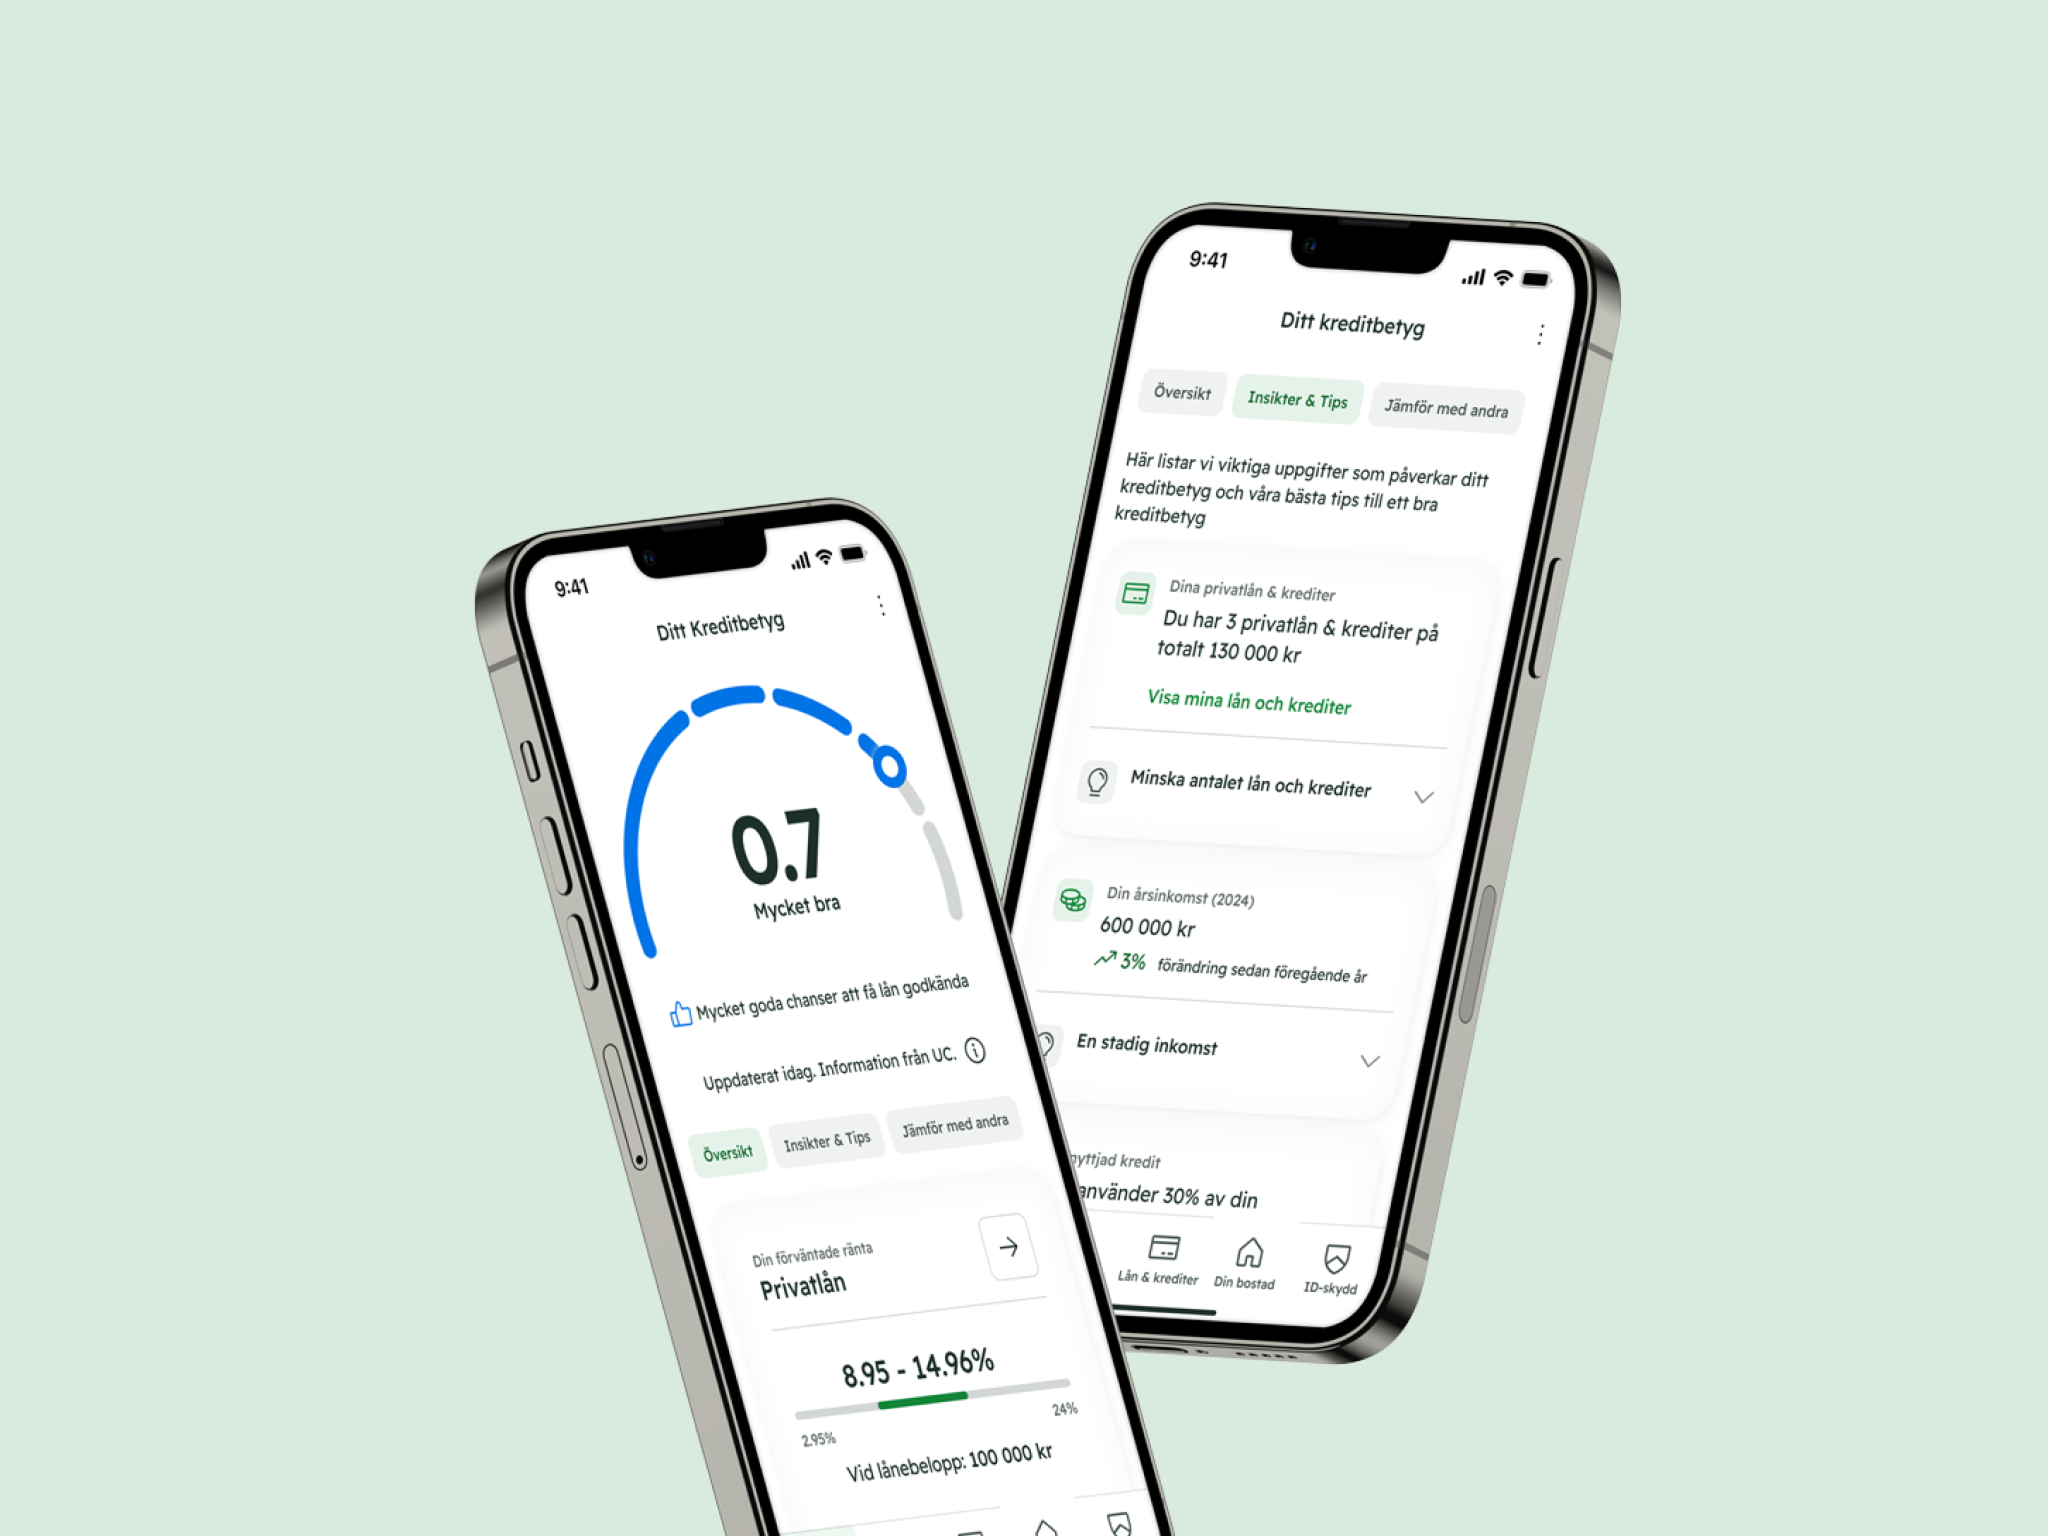 9:41
Ditt Kreditbetyg
0.7
Mycket bra
Mycket goda chanser att få lån godkända
Uppdaterat idag. Information från UC.
Översikt
Insikter & Tips
Jämför med andra
Din förväntade ränta
Privatlån
8.95 - 14.96%
2.95%
24%
Vid lånebelopp: 100 000 kr
9:41
Ditt kreditbetyg
Översikt
Insikter & Tips
Jämför med andra
Här listar vi viktiga uppgifter som påverkar ditt
kreditbetyg och våra bästa tips till ett bra
kreditbetyg
Dina privatlån & krediter
Du har 3 privatlån & krediter på
totalt 130 000 kr
Visa mina lån och krediter
Minska antalet lån och krediter
Din årsinkomst (2024)
600 000 kr
3% förändring sedan föregående år
En stadig inkomst
kredit
använder 30% av din
Lån & krediter
Din bostad
ID-skydd